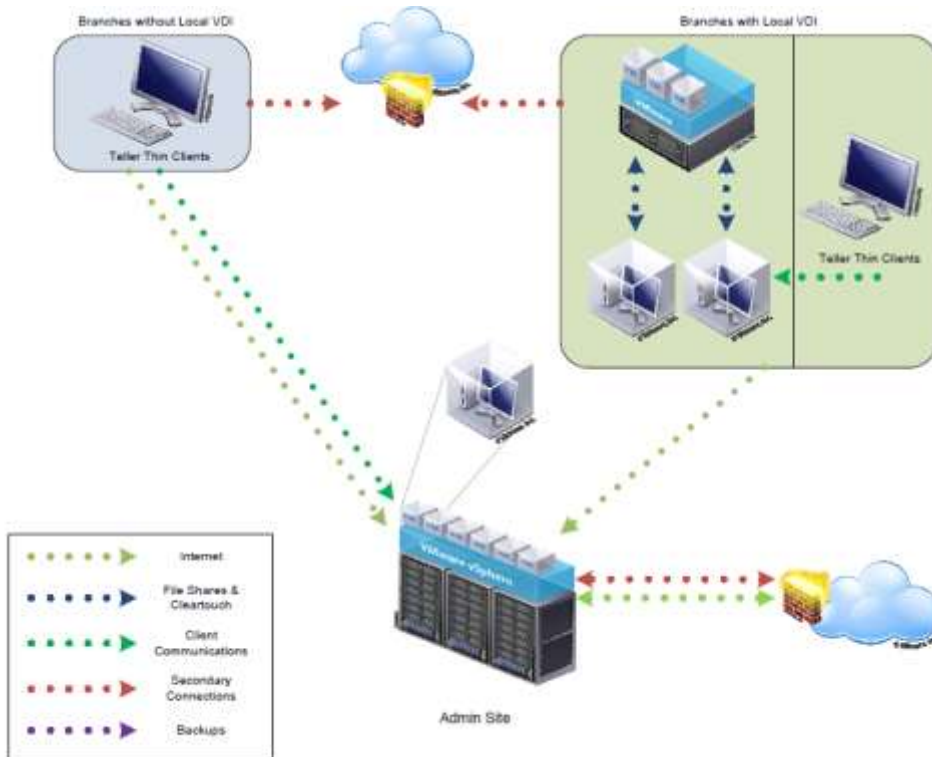 Branches without Local VDI
Branches with Local VDI
Teller Thin Clients
VMware
Teller Thin Clients
VMware vSphere
Internet
File Shares &
Cleartouch
Client
Communications
Secondary
Connections
Backups
Admin Site